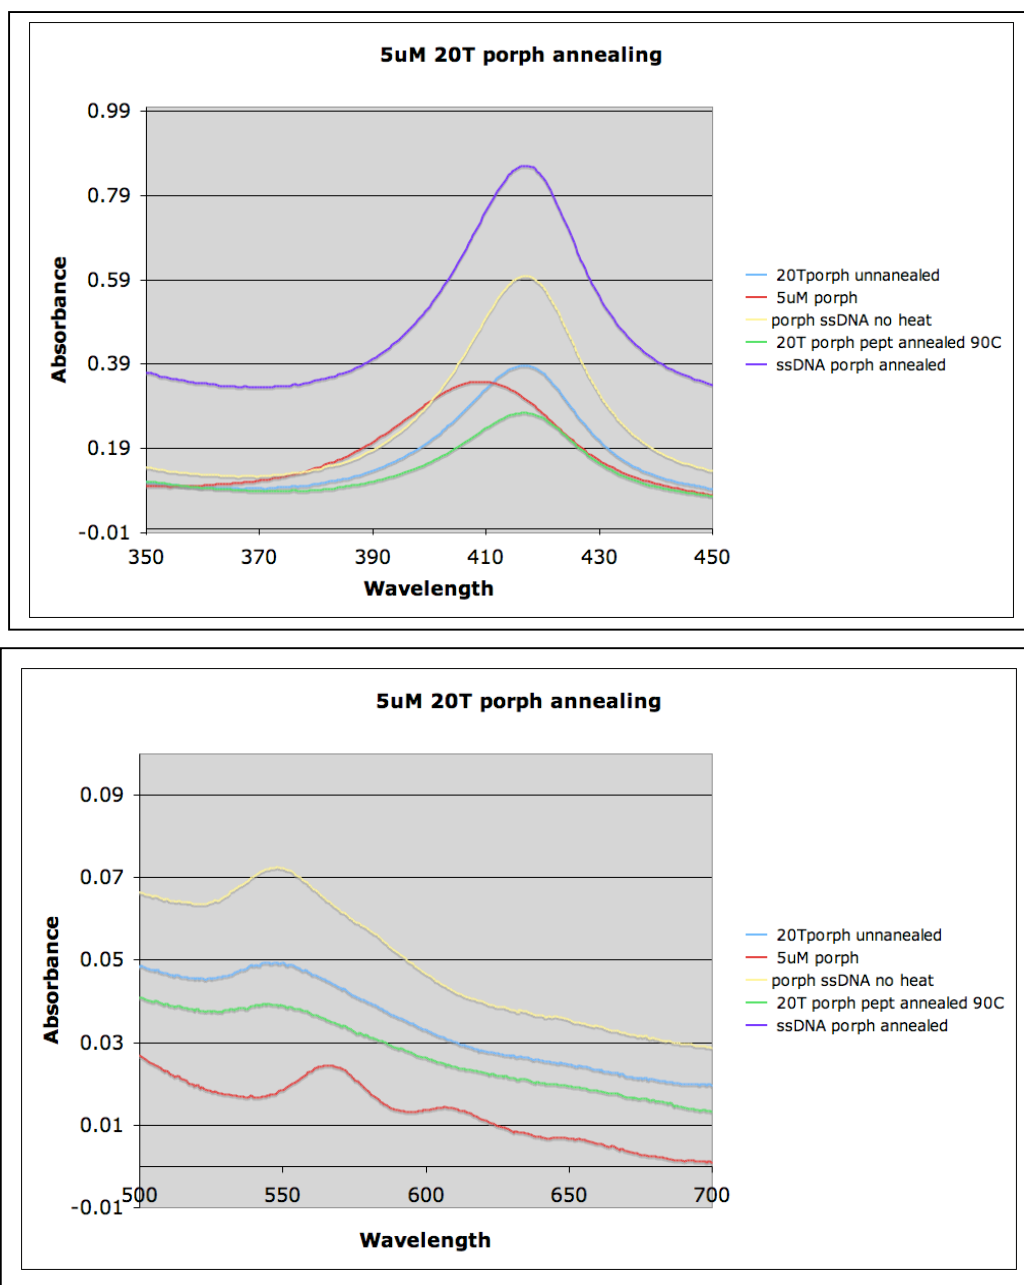 5uM 20T porph annealing
0.99
0.79
0.59
0.39
0.19
-0.01
350 370 390 410 430 450
Absorbance
Wavelength
20Tporph unnanealed
5uM porph
porph ssDNA no heat
20T porph pept annealed 90C
ssDNA porph annealed
5uM 20T porph annealing
0.09
0.07
0.05
0.03
0.01
-0.01
500 550 600 650 700
Absorbance
Wavelength
20Tporph unnanealed
5uM porph
porph ssDNA no heat
20T porph pept annealed 90C
ssDNA porph annealed